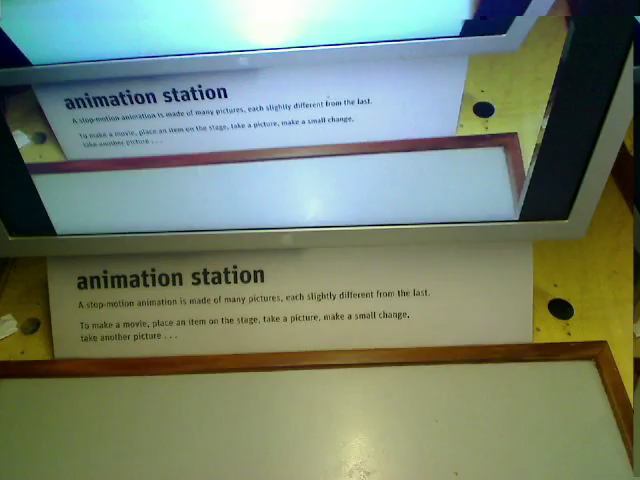 animation station
A stop-motion animation is made of many pictures, each slightly different from the last.
To make a movie, place an item on the stage, take a picture, make a small change,
take another picture . . .
animation station
A stop-motion animation is made of many pictures, each slightly different from the last.
To make a movie, place an item on the stage, take a picture, make a small change,
take another picture . . .